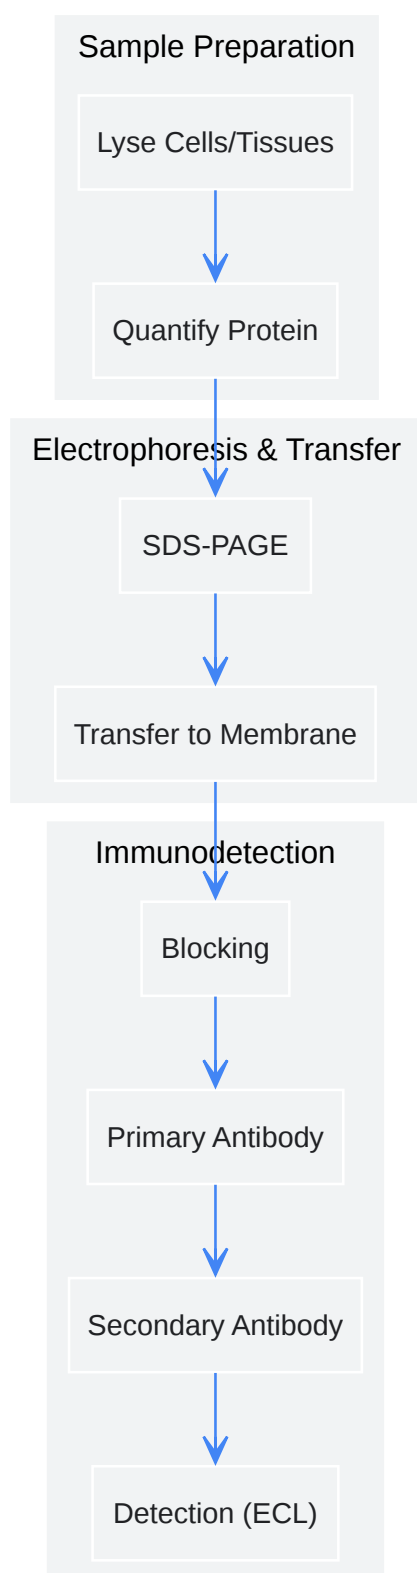 Sample Preparation
Lyse Cells/Tissues
Quantify Protein
Electrophoresis & Transfer
SDS-PAGE
Transfer to Membrane
Immunodetection
Blocking
Primary Antibody
Secondary Antibody
Detection (ECL)